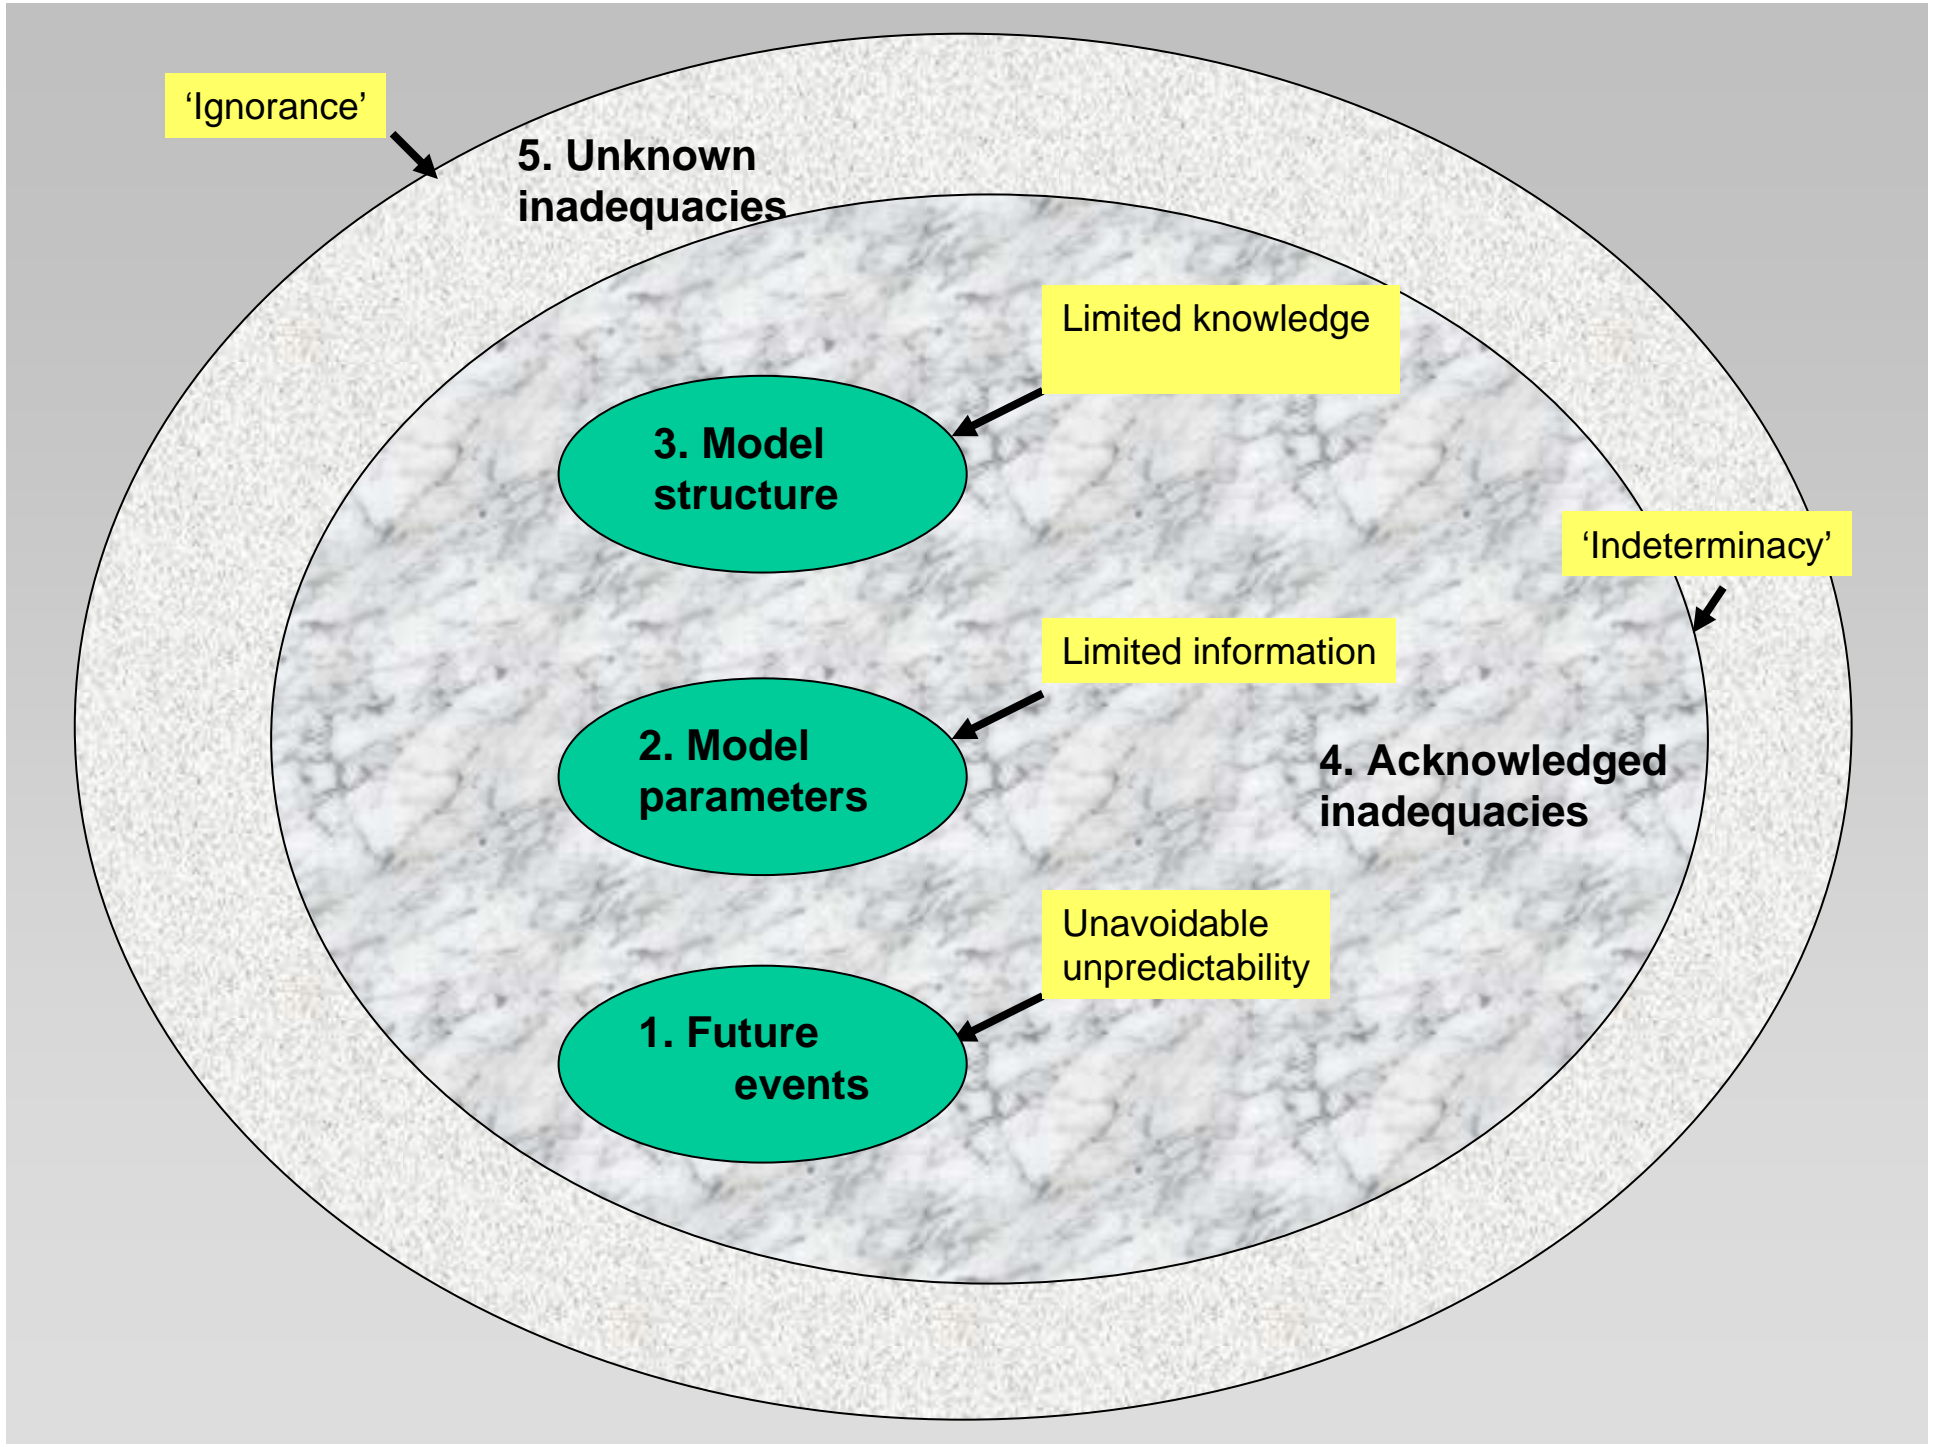 ‘Ignorance’
5. Unknown
inadequacies
Limited knowledge
3. Model
structure
‘Indeterminacy’
Limited information
2. Model
parameters
4. Acknowledged
inadequacies
Unavoidable
unpredictability
1. Future
events